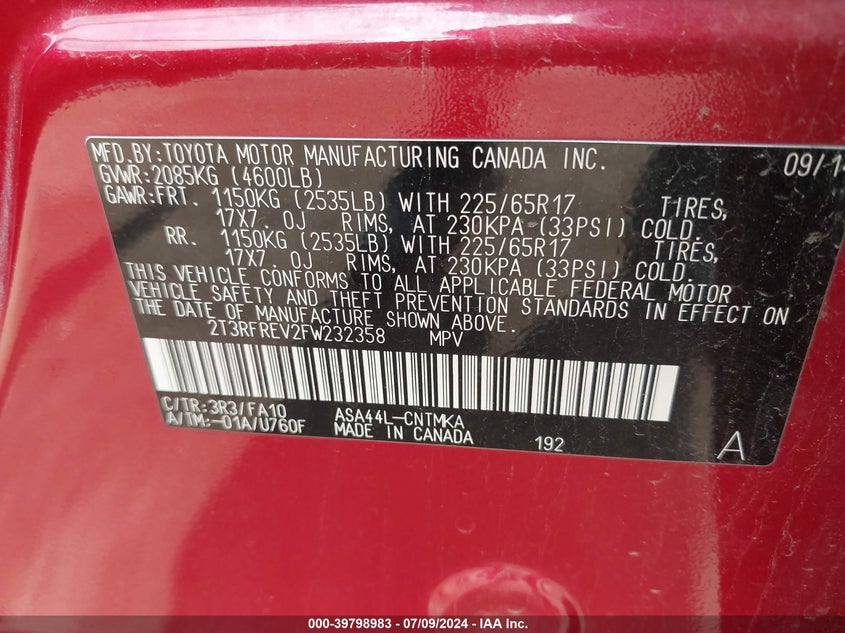 MFD.BY:TOYOTA MOTOR MANUFACTURING CANADA INC. 09/14
GVWR:2085KG (4600LB)
GAWR:FRT. 1150KG (2535LB) WITH 225/65R17 TIRES,
17X7. 0J RIMS, AT 230KPA (33PSI) COLD.
RR. 1150KG (2535LB) WITH 225/65R17 TIRES,
17X7. 0J RIMS, AT 230KPA (33PSI) COLD.
THIS VEHICLE CONFORMS TO ALL APPLICABLE FEDERAL MOTOR
VEHICLE SAFETY AND THEFT PREVENTION STANDARDS IN EFFECT ON
THE DATE OF MANUFACTURE SHOWN ABOVE.
2T3RFREV2FW232358 MPV
C/TR:3R3/FA10 ASA44L-CNTMKA
A/TM:-01A/U760F MADE IN CANADA 192 A
000-39798983 / 07/09/2024 - IAA Inc.